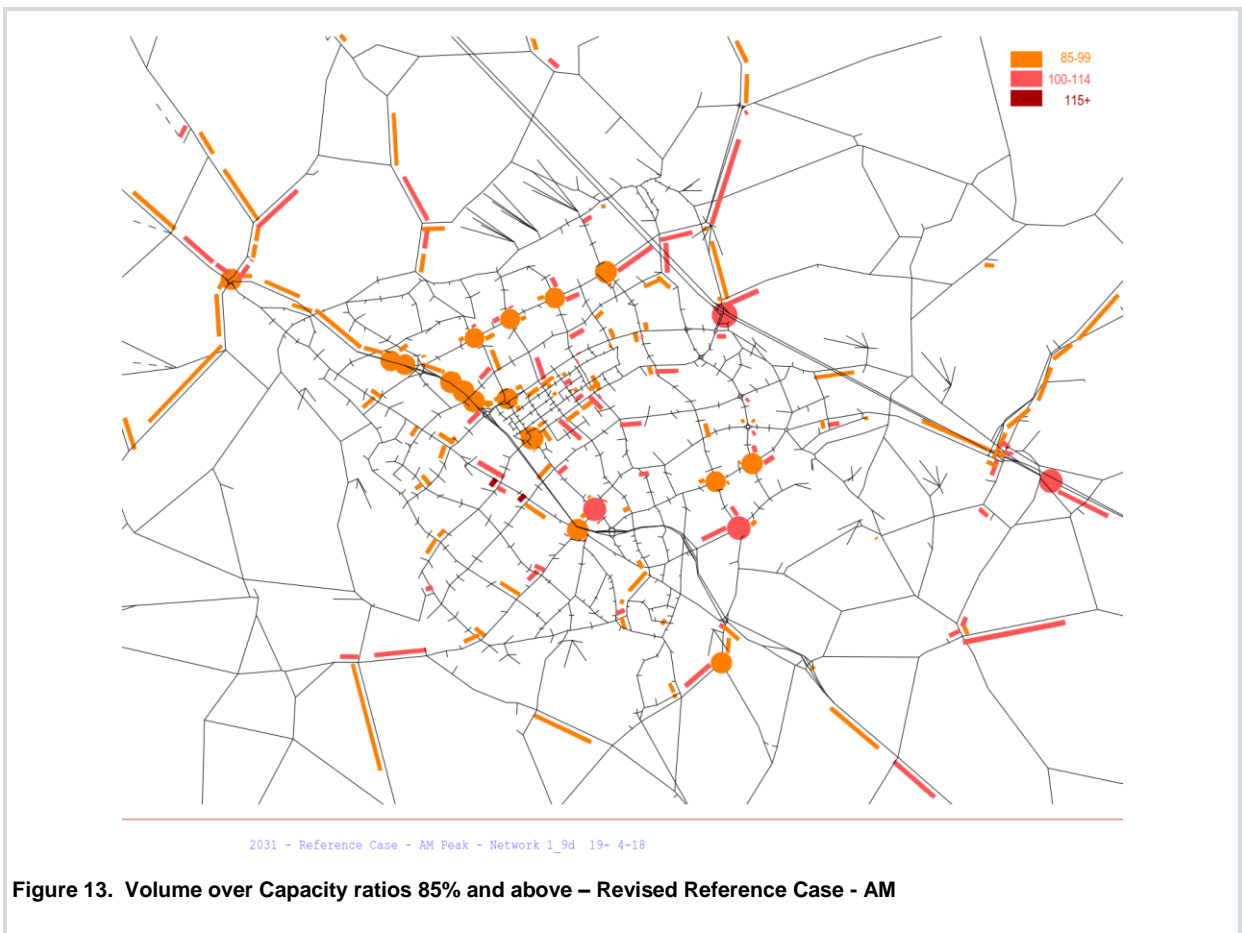 85-99
100-114
115+
2031 - Reference Case - AM Peak - Network 1_9d 19- 4-18
Figure 13. Volume over Capacity ratios 85% and above – Revised Reference Case - AM